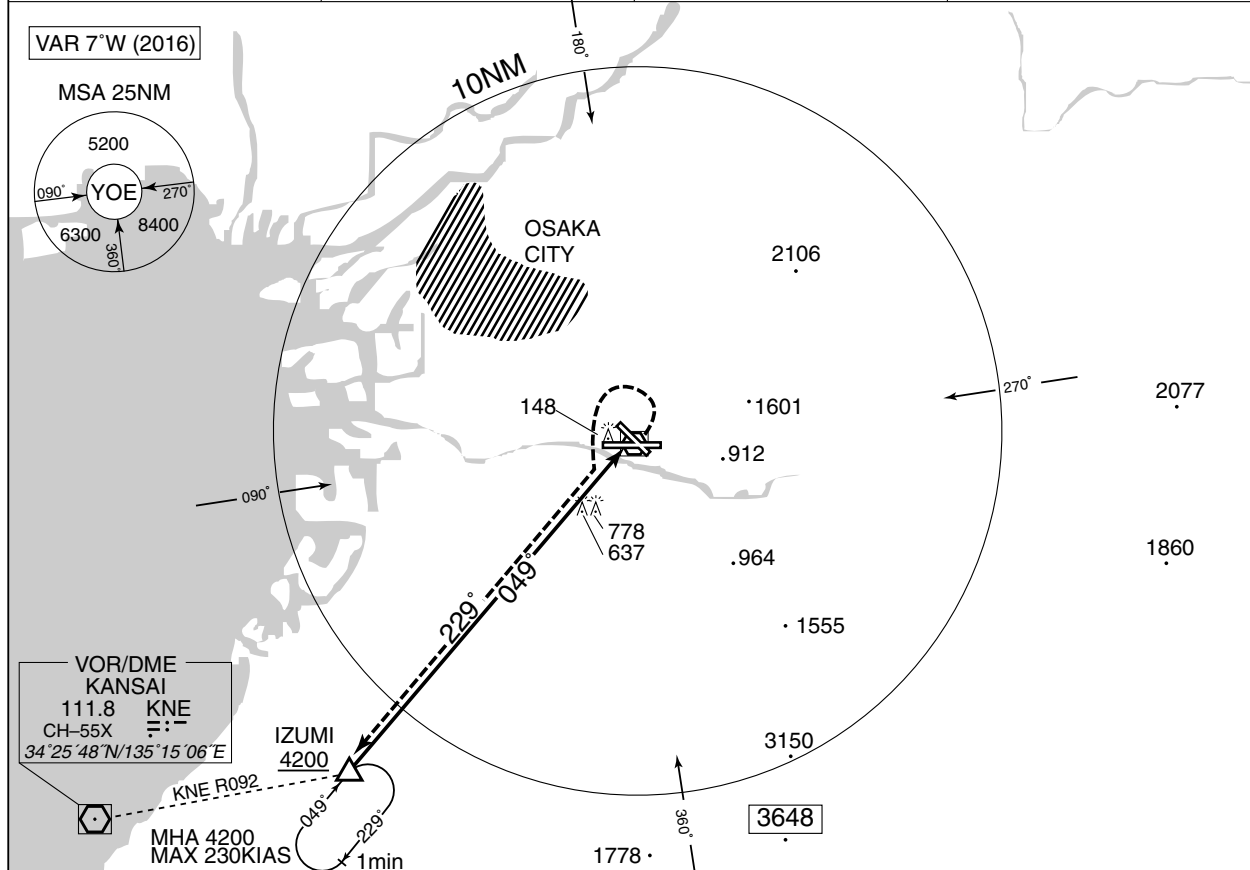 VAR 7°W (2016)
MSA 25NM
5200
090°
YOE
270°
6300
8400
360°
180°
10NM
OSAKA
CITY
2106
270°
2077
148
1601
912
090°
778
637
964
1860
229°
049°
1555
VOR/DME
KANSAI
111.8 KNE
CH–55X
34°25´48˝N/135°15´06˝E
IZUMI
4200
3150
KNE R092
049°
229°
360°
3648
MHA 4200
MAX 230KIAS
1min
1778